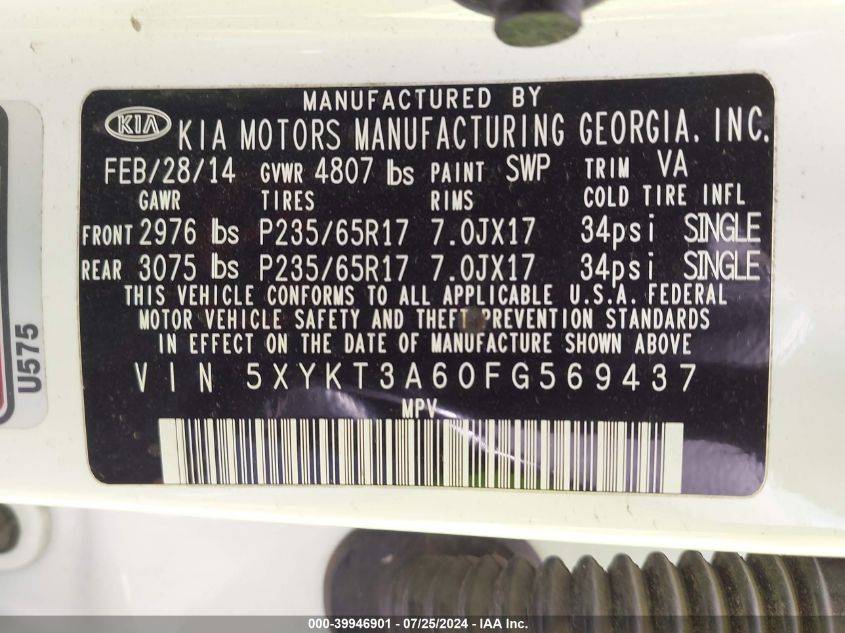 MANUFACTURED BY
KIA KIA MOTORS MANUFACTURING GEORGIA. INC.
FEB/28/14 GVWR 4807 lbs PAINT SWP TRIM VA
GAWR TIRES RIMS COLD TIRE INFL
FRONT 2976 lbs P235/65R17 7.0JX17 34psi SINGLE
REAR 3075 lbs P235/65R17 7.0JX17 34psi SINGLE
THIS VEHICLE CONFORMS TO ALL APPLICABLE U.S.A. FEDERAL
MOTOR VEHICLE SAFETY AND THEFT PREVENTION STANDARDS
IN EFFECT ON THE DATE OF MANUFACTURE SHOWN ABOVE
VIN 5XYKT3A60FG569437
MPV
U575
000-39946901 - 07/25/2024 - IAA Inc.